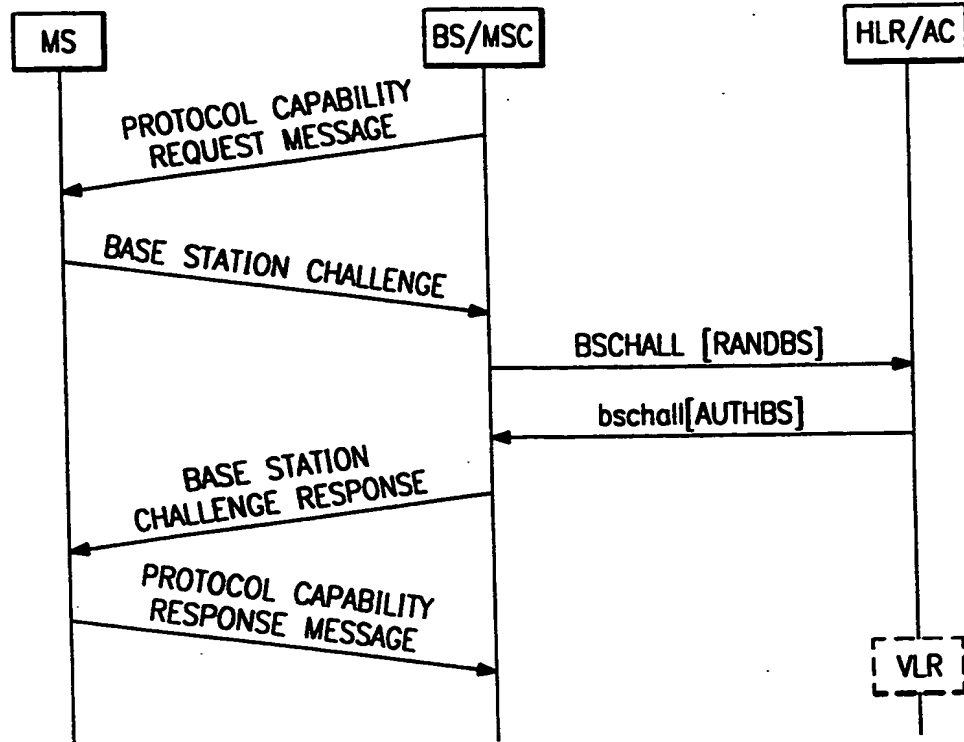 MS
BS/MSC
HLR/AC
PROTOCOL CAPABILITY
REQUEST MESSAGE
BASE STATION CHALLENGE
BSCHALL [RANDBS]
bschall[AUTHBS]
BASE STATION
CHALLENGE RESPONSE
PROTOCOL CAPABILITY
RESPONSE MESSAGE
VLR